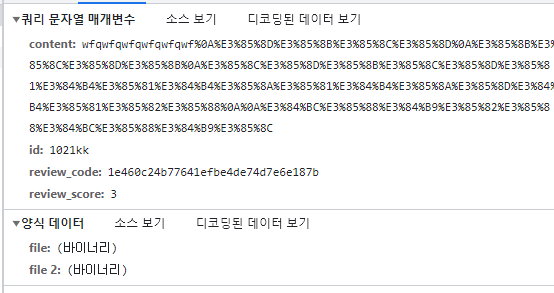 ▼쿼리 문자열 매개변수 소스 보기 디코딩된 데이터 보기
content: wfqwfqwfqwfqwfqwf%0A%E3%85%8D%E3%85%8B%E3%85%8C%E3%85%8D%0A%E3%85%8B%E3%
85%8C%E3%85%8D%E3%85%8B%0A%E3%85%8C%E3%85%8D%E3%85%8B%E3%85%8C%E3%85%8D%E3%85%8
1%E3%84%B4%E3%85%81%E3%84%B4%E3%85%8A%E3%85%81%E3%84%B4%E3%85%8A%E3%85%8D%E3%84%
B4%E3%85%81%E3%85%82%E3%85%88%0A%0A%E3%84%BC%E3%85%88%E3%84%B9%E3%85%82%E3%85%8
8%E3%84%BC%E3%85%88%E3%84%B9%E3%85%8C
id: 1021kk
review_code: 1e460c24b77641efbe4de74d7e6e187b
review_score: 3
▼양식 데이터 소스 보기 디코딩된 데이터 보기
file: (바이너리)
file 2: (바이너리)